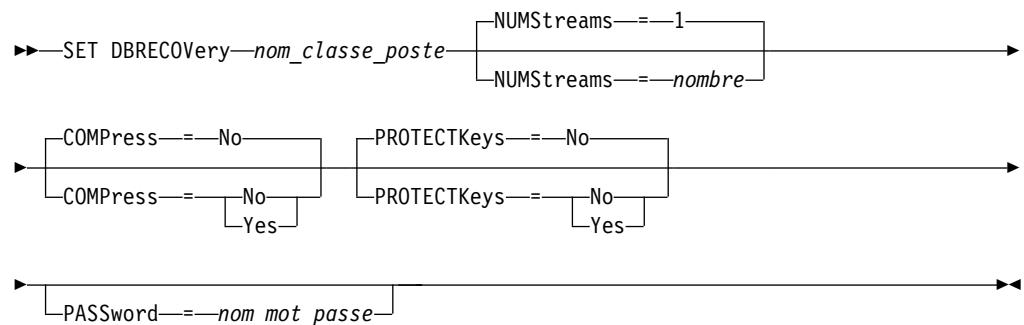 NUMStreams = 1
SET DBRECOVery nom_classe_poste
NUMStreams = nombre
COMPress = No PROTECTKeys = No
COMPress = No PROTECTKeys = No
Yes Yes
PASSword = nom mot passe